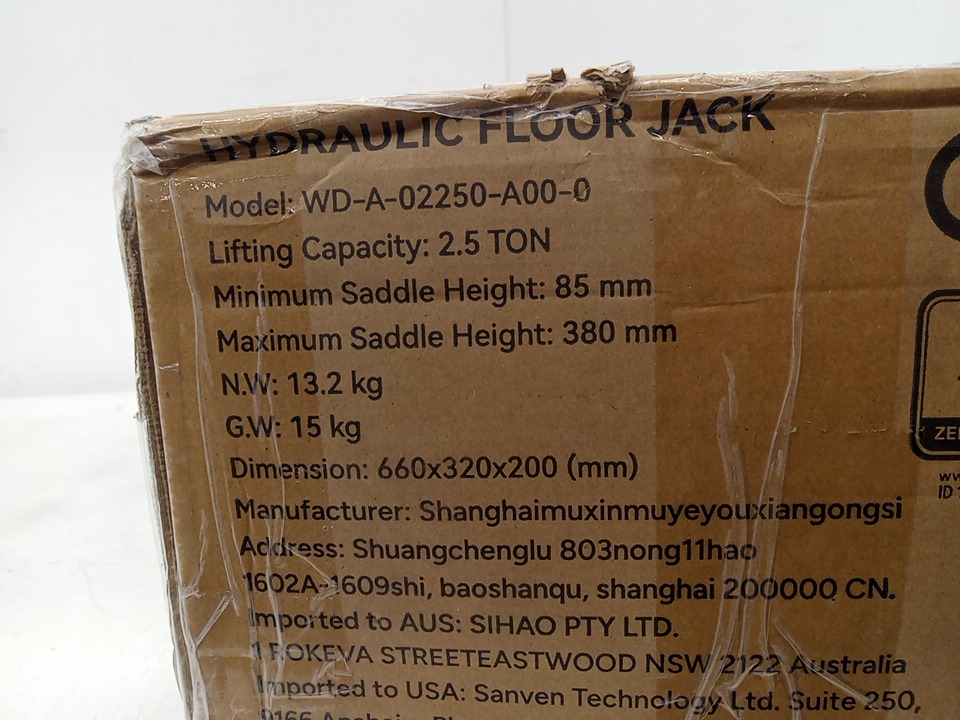 HYDRAULIC FLOOR JACK
Model: WD-A-02250-A00-0
Lifting Capacity: 2.5 TON
Minimum Saddle Height: 85 mm
Maximum Saddle Height: 380 mm
N.W: 13.2 kg
G.W: 15 kg
Dimension: 660x320x200 (mm)
Manufacturer: Shanghaimuxinmuyeyouxiangongsi
Address: Shuangchenglu 803nong11hao
1602A-1609shi, baoshanqu, shanghai 200000 CN.
Imported to AUS: SIHAO PTY LTD.
1 ROKEVA STREETEASTWOOD NSW 2122 Australia
Imported to USA: Sanven Technology Ltd. Suite 250,
9166
ID